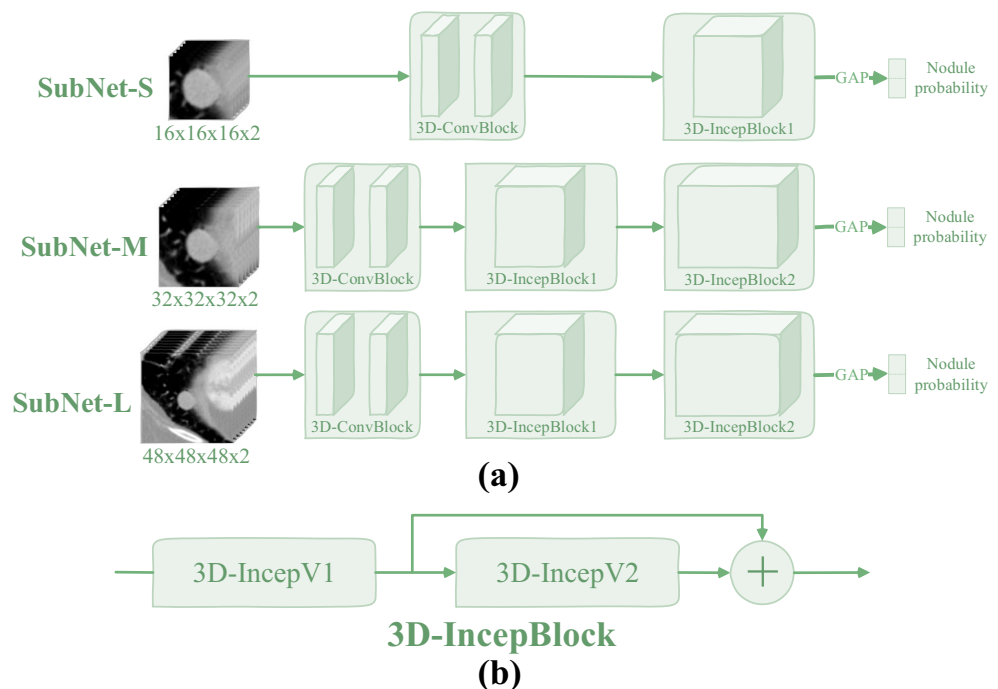 SubNet-S
16x16x16x2
3D-ConvBlock
3D-IncepBlock1
GAP
Nodule
probability
SubNet-M
32x32x32x2
3D-ConvBlock
3D-IncepBlock1
3D-IncepBlock2
GAP
Nodule
probability
SubNet-L
48x48x48x2
3D-ConvBlock
3D-IncepBlock1
3D-IncepBlock2
GAP
Nodule
probability
(a)
3D-IncepV1
3D-IncepV2
+
3D-IncepBlock
(b)